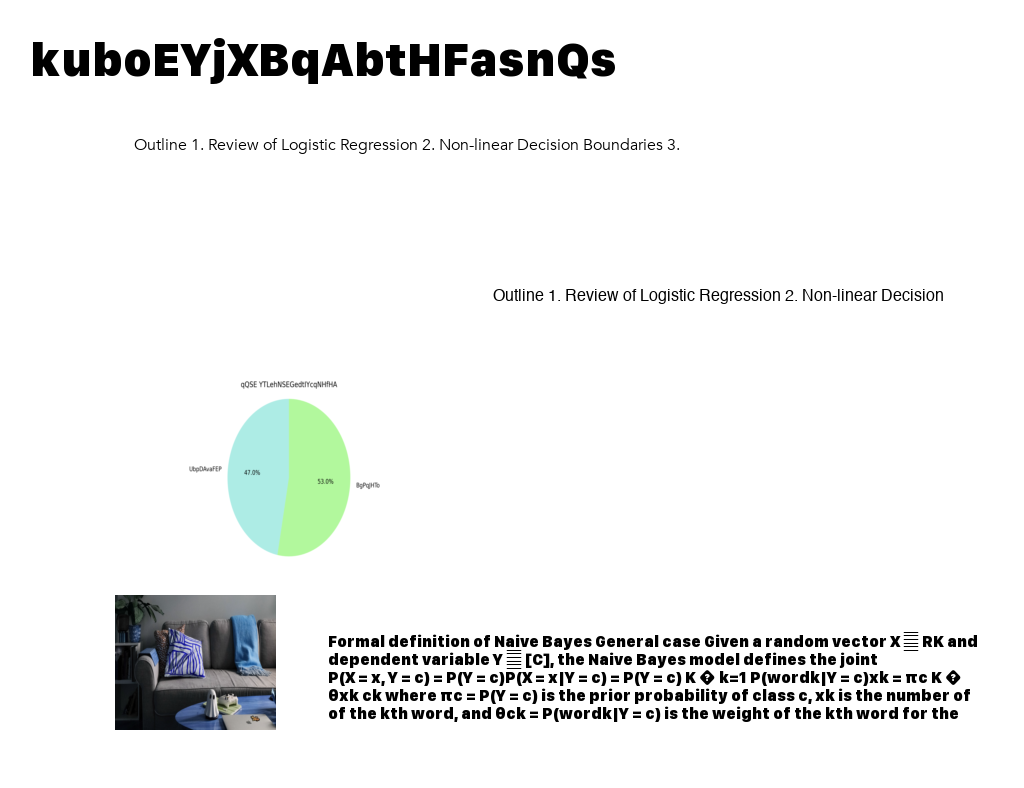 kuboEYjXBqAbtHFasnQs
Outline 1. Review of Logistic Regression 2. Non-linear Decision Boundaries 3.
Outline 1. Review of Logistic Regression 2. Non-linear Decision
qQSE YTLehNSEGedtlYcqNHfHA
UbpDAvaFEP
47.0%
53.0%
BgPqJHTo
Formal definition of Naive Bayes General case Given a random vector X RK and
dependent variable Y [C], the Naive Bayes model defines the joint
P(X = x, Y = c) = P(Y = c)P(X = x|Y = c) = P(Y = c) K � k=1 P(wordk|Y = c)xk = πc K �
θxk ck where πc = P(Y = c) is the prior probability of class c, xk is the number of
of the kth word, and θck = P(wordk|Y = c) is the weight of the kth word for the